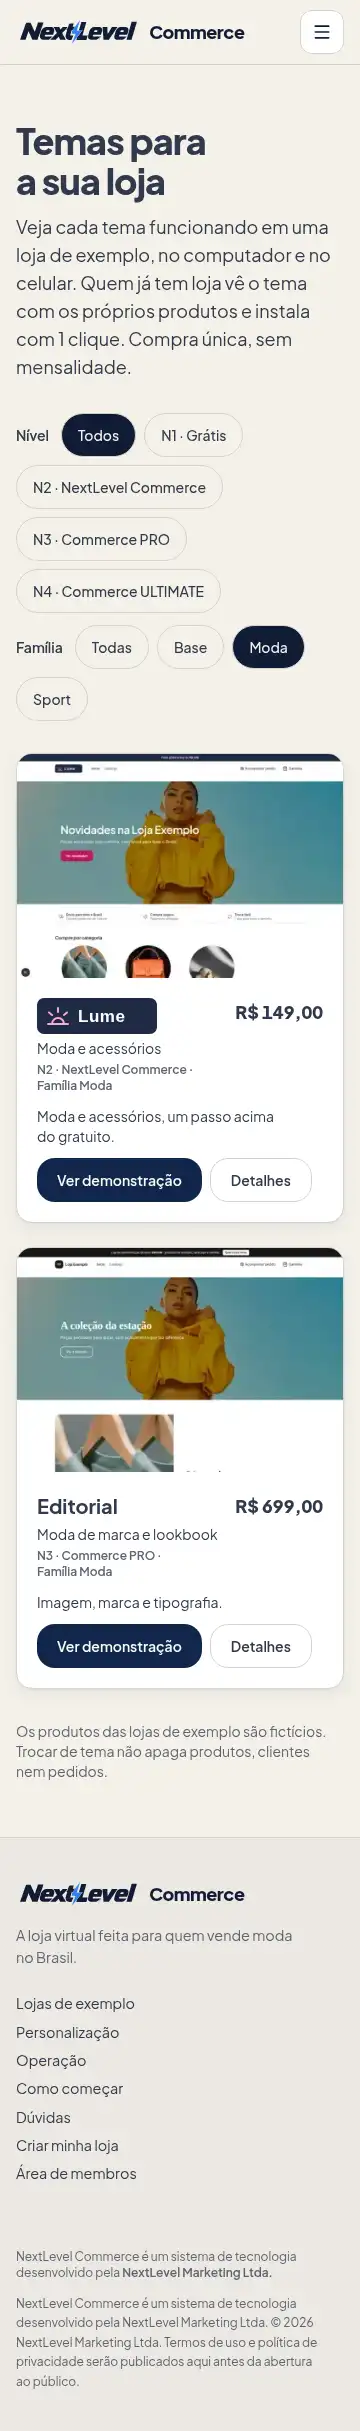 NextLevel Commerce
☰
Temas para
a sua loja
Veja cada tema funcionando em uma
loja de exemplo, no computador e no
celular. Quem já tem loja vê o tema
com os próprios produtos e instala
com 1 clique. Compra única, sem
mensalidade.
Nível Todos N1 · Grátis
N2 · NextLevel Commerce
N3 · Commerce PRO
N4 · Commerce ULTIMATE
Família Todas Base Moda
Sport
Novidades na Loja Exemplo
Compre por categoria
Lume R$ 149,00
Moda e acessórios
N2 · NextLevel Commerce ·
Família Moda
Moda e acessórios, um passo acima
do gratuito.
Ver demonstração Detalhes
A coleção da estação
Editorial R$ 699,00
Moda de marca e lookbook
N3 · Commerce PRO ·
Família Moda
Imagem, marca e tipografia.
Ver demonstração Detalhes
Os produtos das lojas de exemplo são fictícios.
Trocar de tema não apaga produtos, clientes
nem pedidos.
NextLevel Commerce
A loja virtual feita para quem vende moda
no Brasil.
Lojas de exemplo
Personalização
Operação
Como começar
Dúvidas
Criar minha loja
Área de membros
NextLevel Commerce é um sistema de tecnologia
desenvolvido pela NextLevel Marketing Ltda.
NextLevel Commerce é um sistema de tecnologia
desenvolvido pela NextLevel Marketing Ltda. © 2026
NextLevel Marketing Ltda. Termos de uso e política de
privacidade serão publicados aqui antes da abertura
ao público.